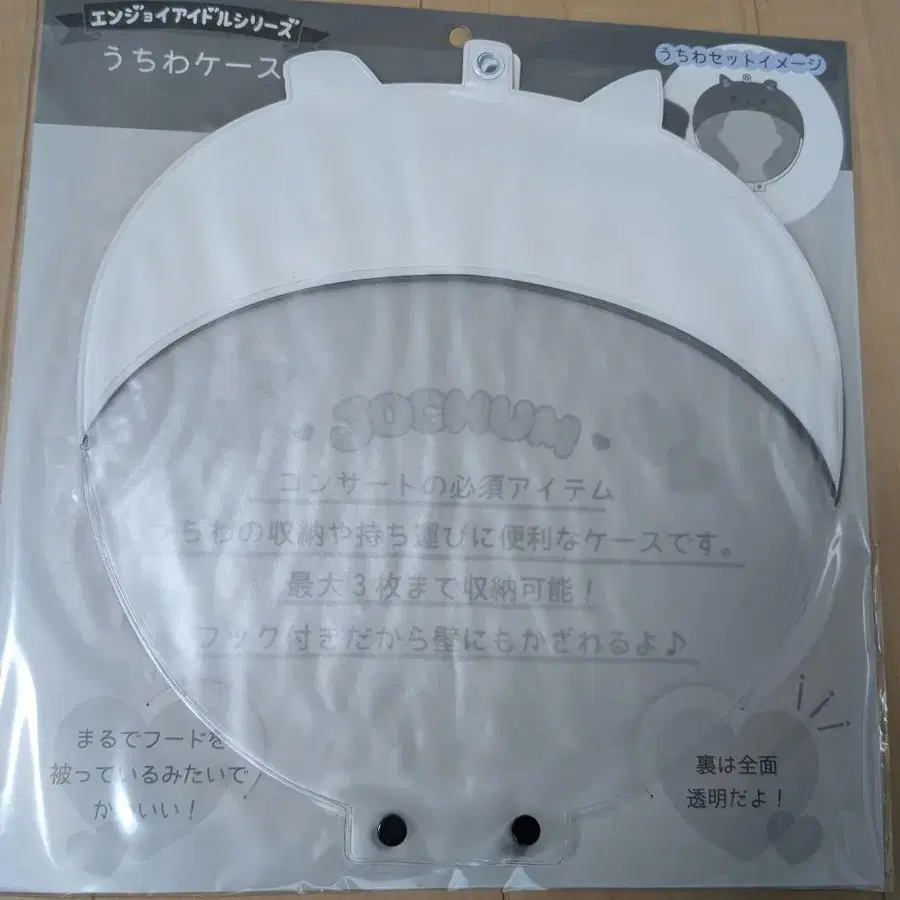 エンジョイアイドルシリーズ
うちわケース
うちわセットイメージ
JOCHUM
コンサートの必須アイテム
うちわの収納や持ち運びに便利なケースです。
最大3枚まで収納可能!
フック付きだから壁にもかざれるよ♪
まるでフードを
被っているみたいで
かわいい!
裏は全面
透明だよ!